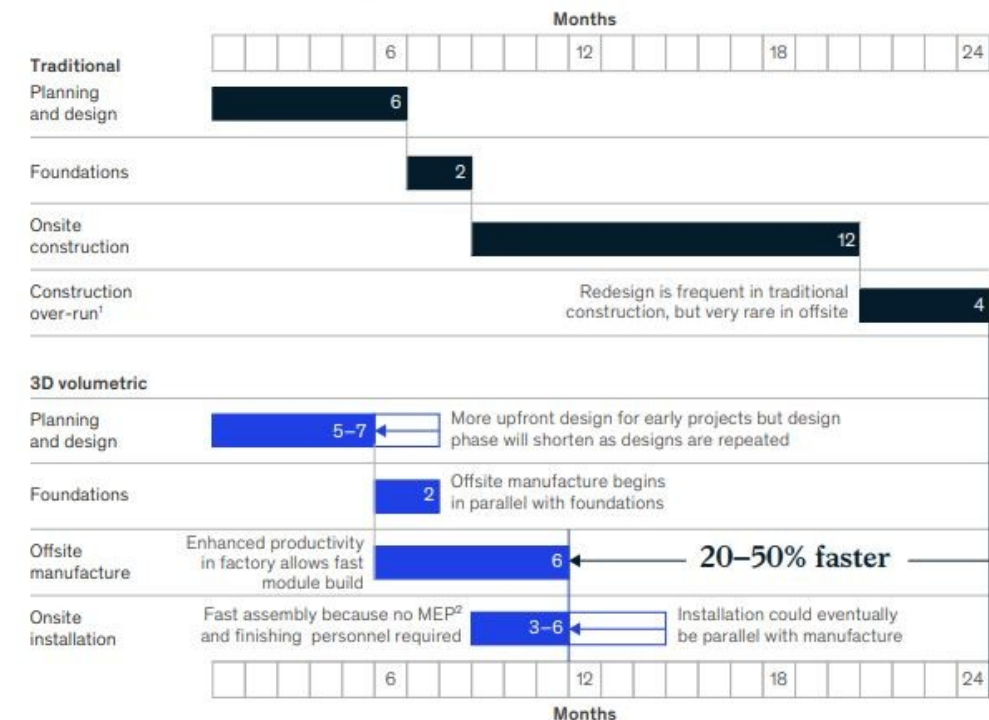 Months
6 12 18 24
Traditional
Planning
and design
6
Foundations
2
Onsite
construction
12
Construction
over-run¹
Redesign is frequent in traditional
construction, but very rare in offsite
4
3D volumetric
Planning
and design
5–7
More upfront design for early projects but design
phase will shorten as designs are repeated
Foundations
2
Offsite manufacture begins
in parallel with foundations
Offsite
manufacture
Enhanced productivity
in factory allows fast
module build
6
20–50% faster
Onsite
installation
Fast assembly because no MEP²
and finishing personnel required
3–6
Installation could eventually
be parallel with manufacture
6 12 18 24
Months